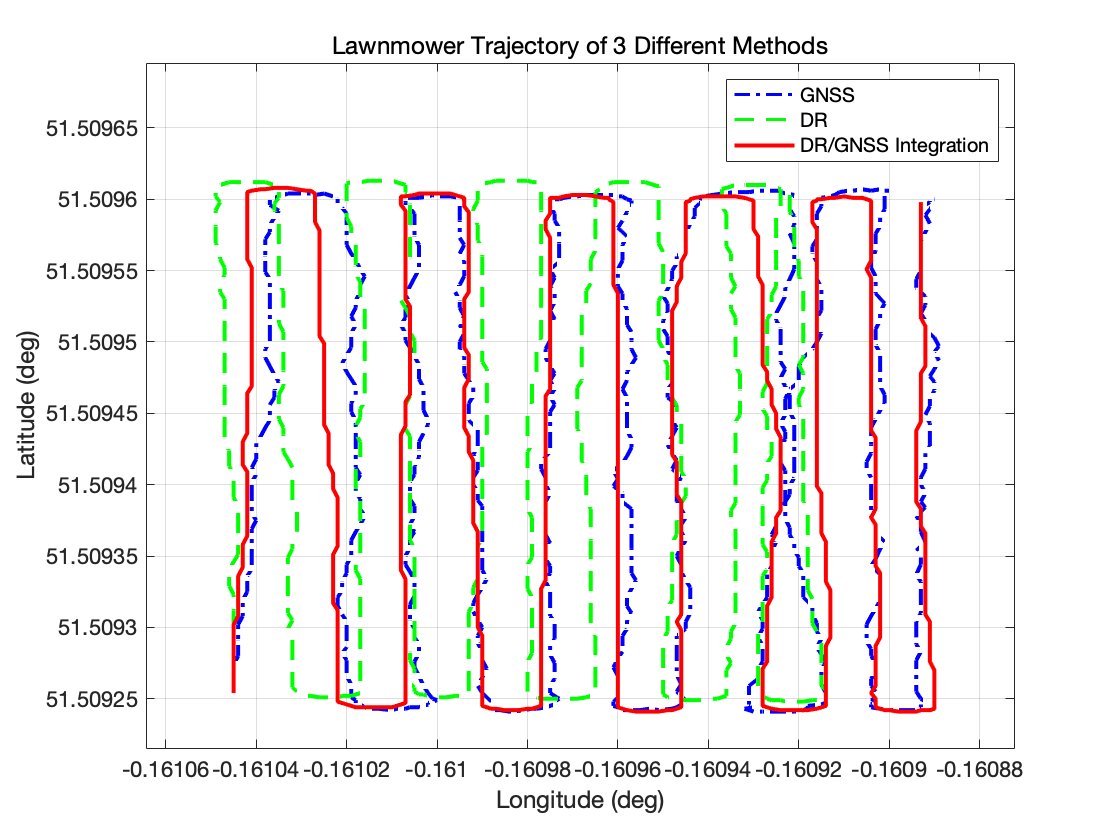 Lawnmower Trajectory of 3 Different Methods
GNSS
DR
DR/GNSS Integration
51.50965
51.5096
51.50955
51.5095
51.50945
51.5094
51.50935
51.5093
51.50925
Latitude (deg)
-0.16106 -0.16104 -0.16102 -0.161 -0.16098 -0.16096 -0.16094 -0.16092 -0.1609 -0.16088
Longitude (deg)